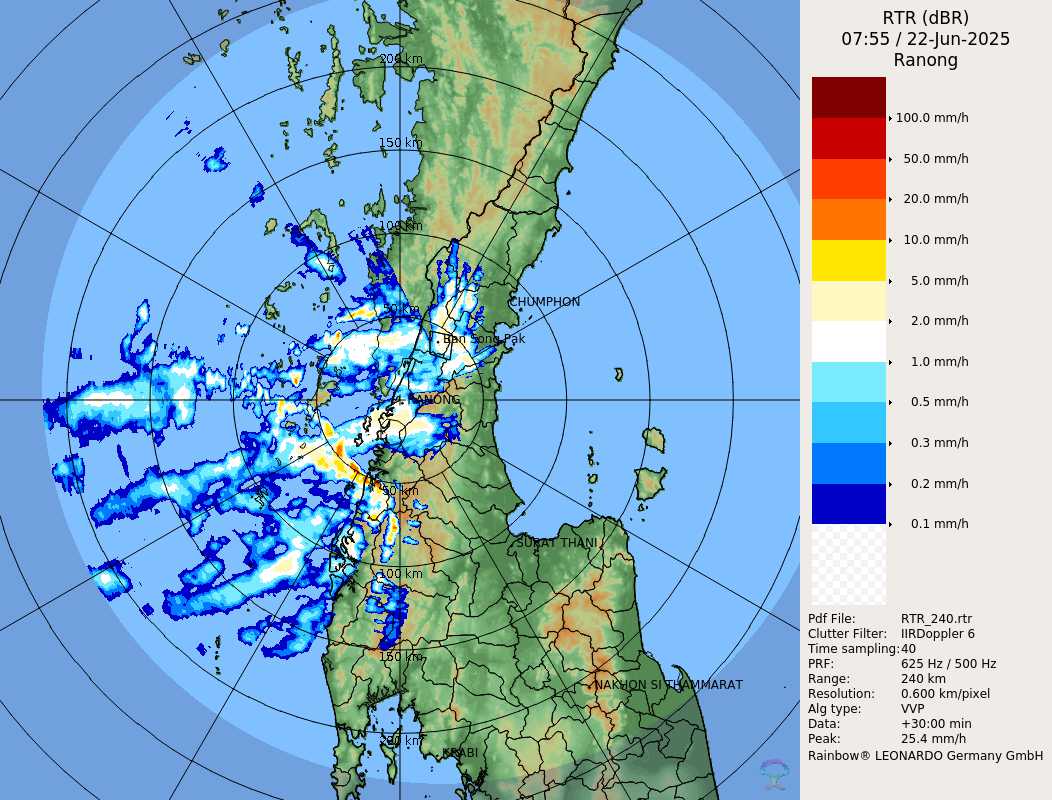 RTR (dBR)
07:55 / 22-Jun-2025
Ranong
100.0 mm/h
50.0 mm/h
20.0 mm/h
10.0 mm/h
5.0 mm/h
2.0 mm/h
1.0 mm/h
0.5 mm/h
0.3 mm/h
0.2 mm/h
0.1 mm/h
Pdf File: RTR_240.rtr
Clutter Filter: IIRDoppler 6
Time sampling:40
PRF: 625 Hz / 500 Hz
Range: 240 km
Resolution: 0.600 km/pixel
Alg type: VVP
Data: +30:00 min
Peak: 25.4 mm/h
Rainbow® LEONARDO Germany GmbH
200 km
150 km
100 km
CHUMPHON
50 km
Ban Song Pak
RANONG
50 km
SURAT THANI
100 km
150 km
NAKHON SI THAMMARAT
200 km
KRABI